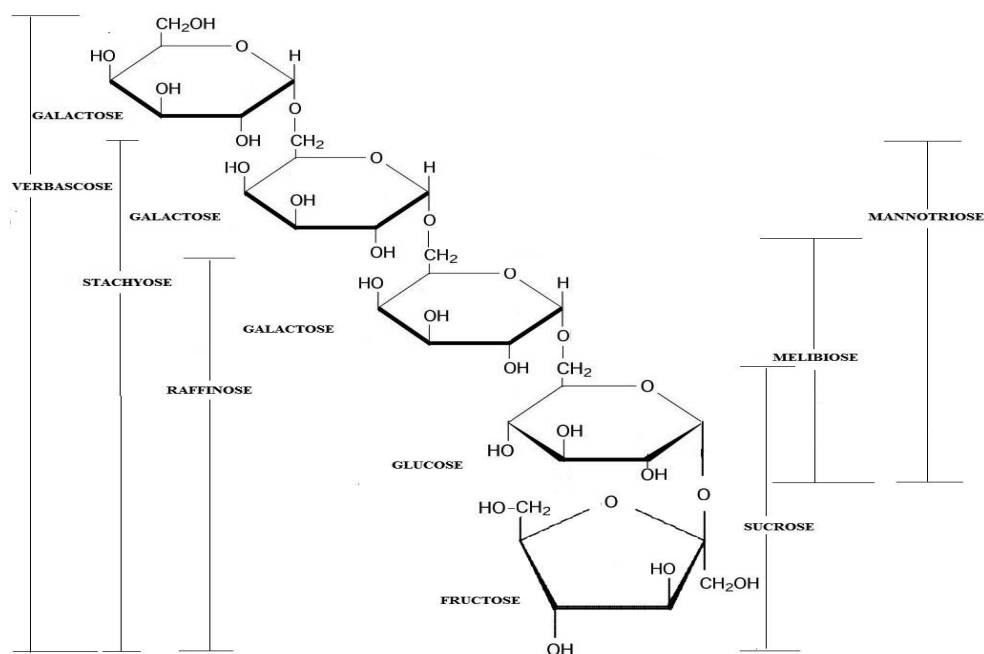 CH2OH
O
HO
H
OH
O
OH
CH2
GALACTOSE
O
HO
H
VERBASCOSE
OH
MANNOTRIOSE
GALACTOSE
O
OH
CH2
STACHYOSE
O
H
HO
OH
GALACTOSE
O
MELIBIOSE
OH
CH2
RAFFINOSE
O
OH
HO
GLUCOSE
OH
O
HO-CH2
O
SUCROSE
HO
CH2OH
FRUCTOSE
OH